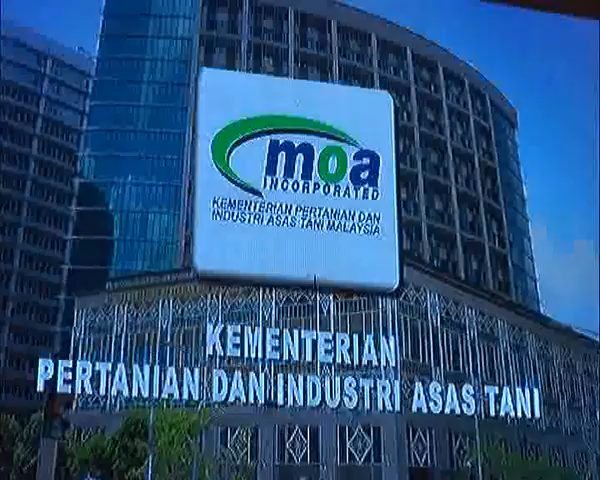 moa
INCORPORATED
KEMENTERIAN PERTANIAN DAN
INDUSTRI ASAS TANI MALAYSIA
KEMENTERIAN
PERTANIAN DAN INDUSTRI ASAS TANI